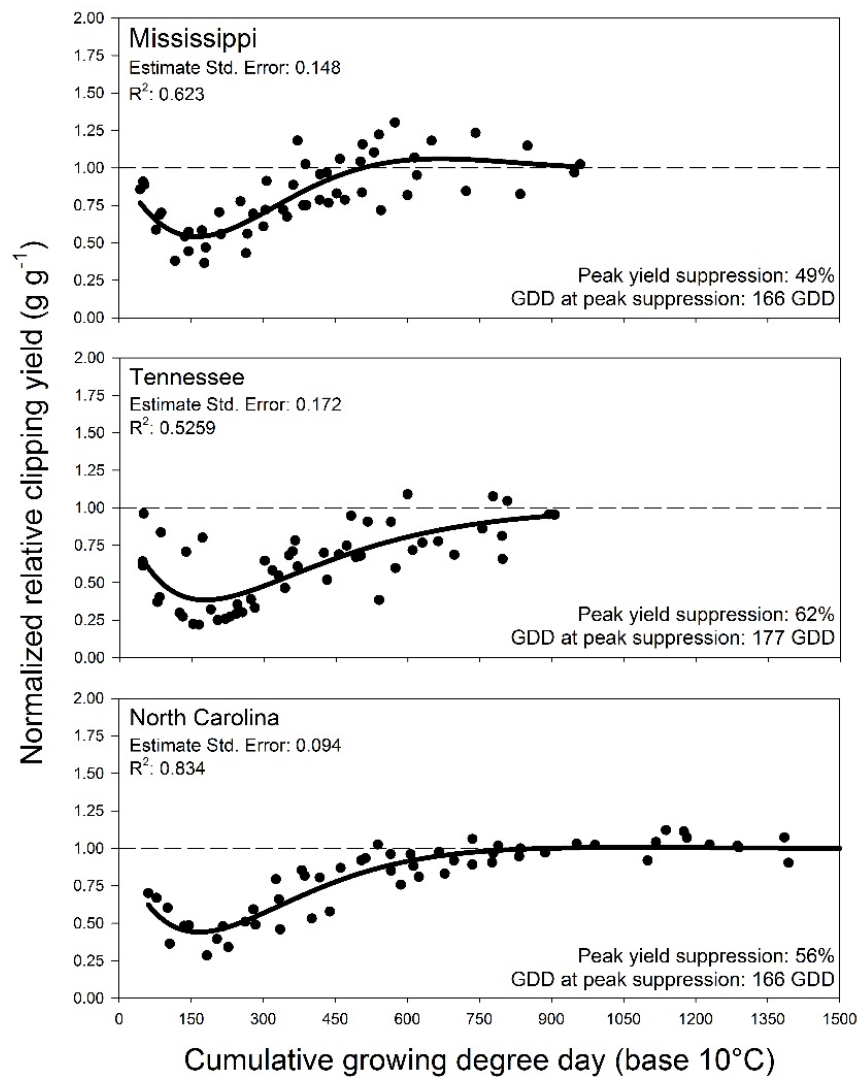 Normalized relative clipping yield (g g⁻¹)
2.00
1.75
1.50
1.25
1.00
0.75
0.50
0.25
0.00
Mississippi
Estimate Std. Error: 0.148
R²: 0.623
Peak yield suppression: 49%
GDD at peak suppression: 166 GDD
2.00
1.75
1.50
1.25
1.00
0.75
0.50
0.25
0.00
Tennessee
Estimate Std. Error: 0.172
R²: 0.5259
Peak yield suppression: 62%
GDD at peak suppression: 177 GDD
2.00
1.75
1.50
1.25
1.00
0.75
0.50
0.25
0.00
North Carolina
Estimate Std. Error: 0.094
R²: 0.834
Peak yield suppression: 56%
GDD at peak suppression: 166 GDD
0 150 300 450 600 750 900 1050 1200 1350 1500
Cumulative growing degree day (base 10°C)